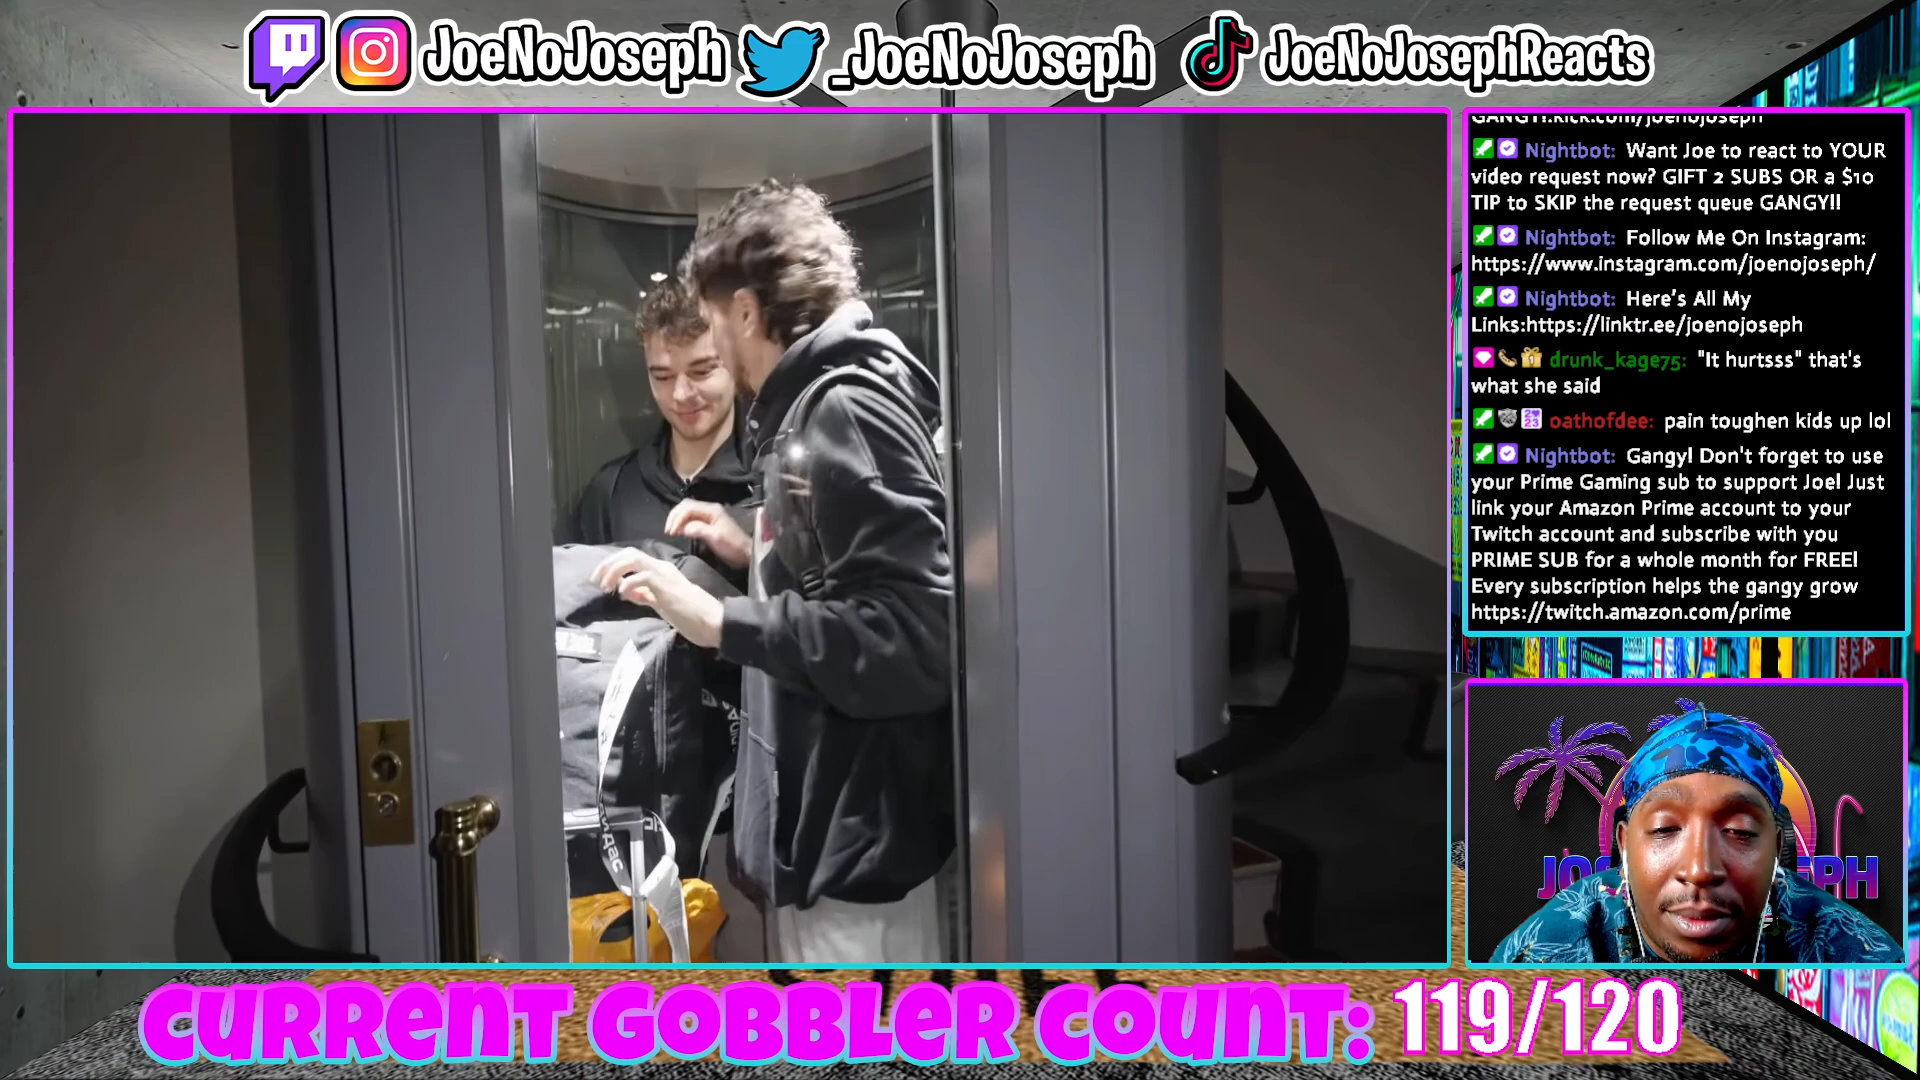 JoeNoJoseph _JoeNoJoseph JoeNoJosephReacts
GANGY!:kick.com/joenojoseph
Nightbot: Want Joe to react to YOUR
video request now? GIFT 2 SUBS OR a $10
TIP to SKIP the request queue GANGY!!
Nightbot: Follow Me On Instagram:
https://www.instagram.com/joenojoseph/
Nightbot: Here's All My
Links:https://linktr.ee/joenojoseph
drunk_kage75: "It hurtsss" that's
what she said
oathofdee: pain toughen kids up lol
Nightbot: Gangy! Don't forget to use
your Prime Gaming sub to support Joe! Just
link your Amazon Prime account to your
Twitch account and subscribe with you
PRIME SUB for a whole month for FREE!
Every subscription helps the gangy grow
https://twitch.amazon.com/prime
CURRENT GOBBLER COUNT: 119/120